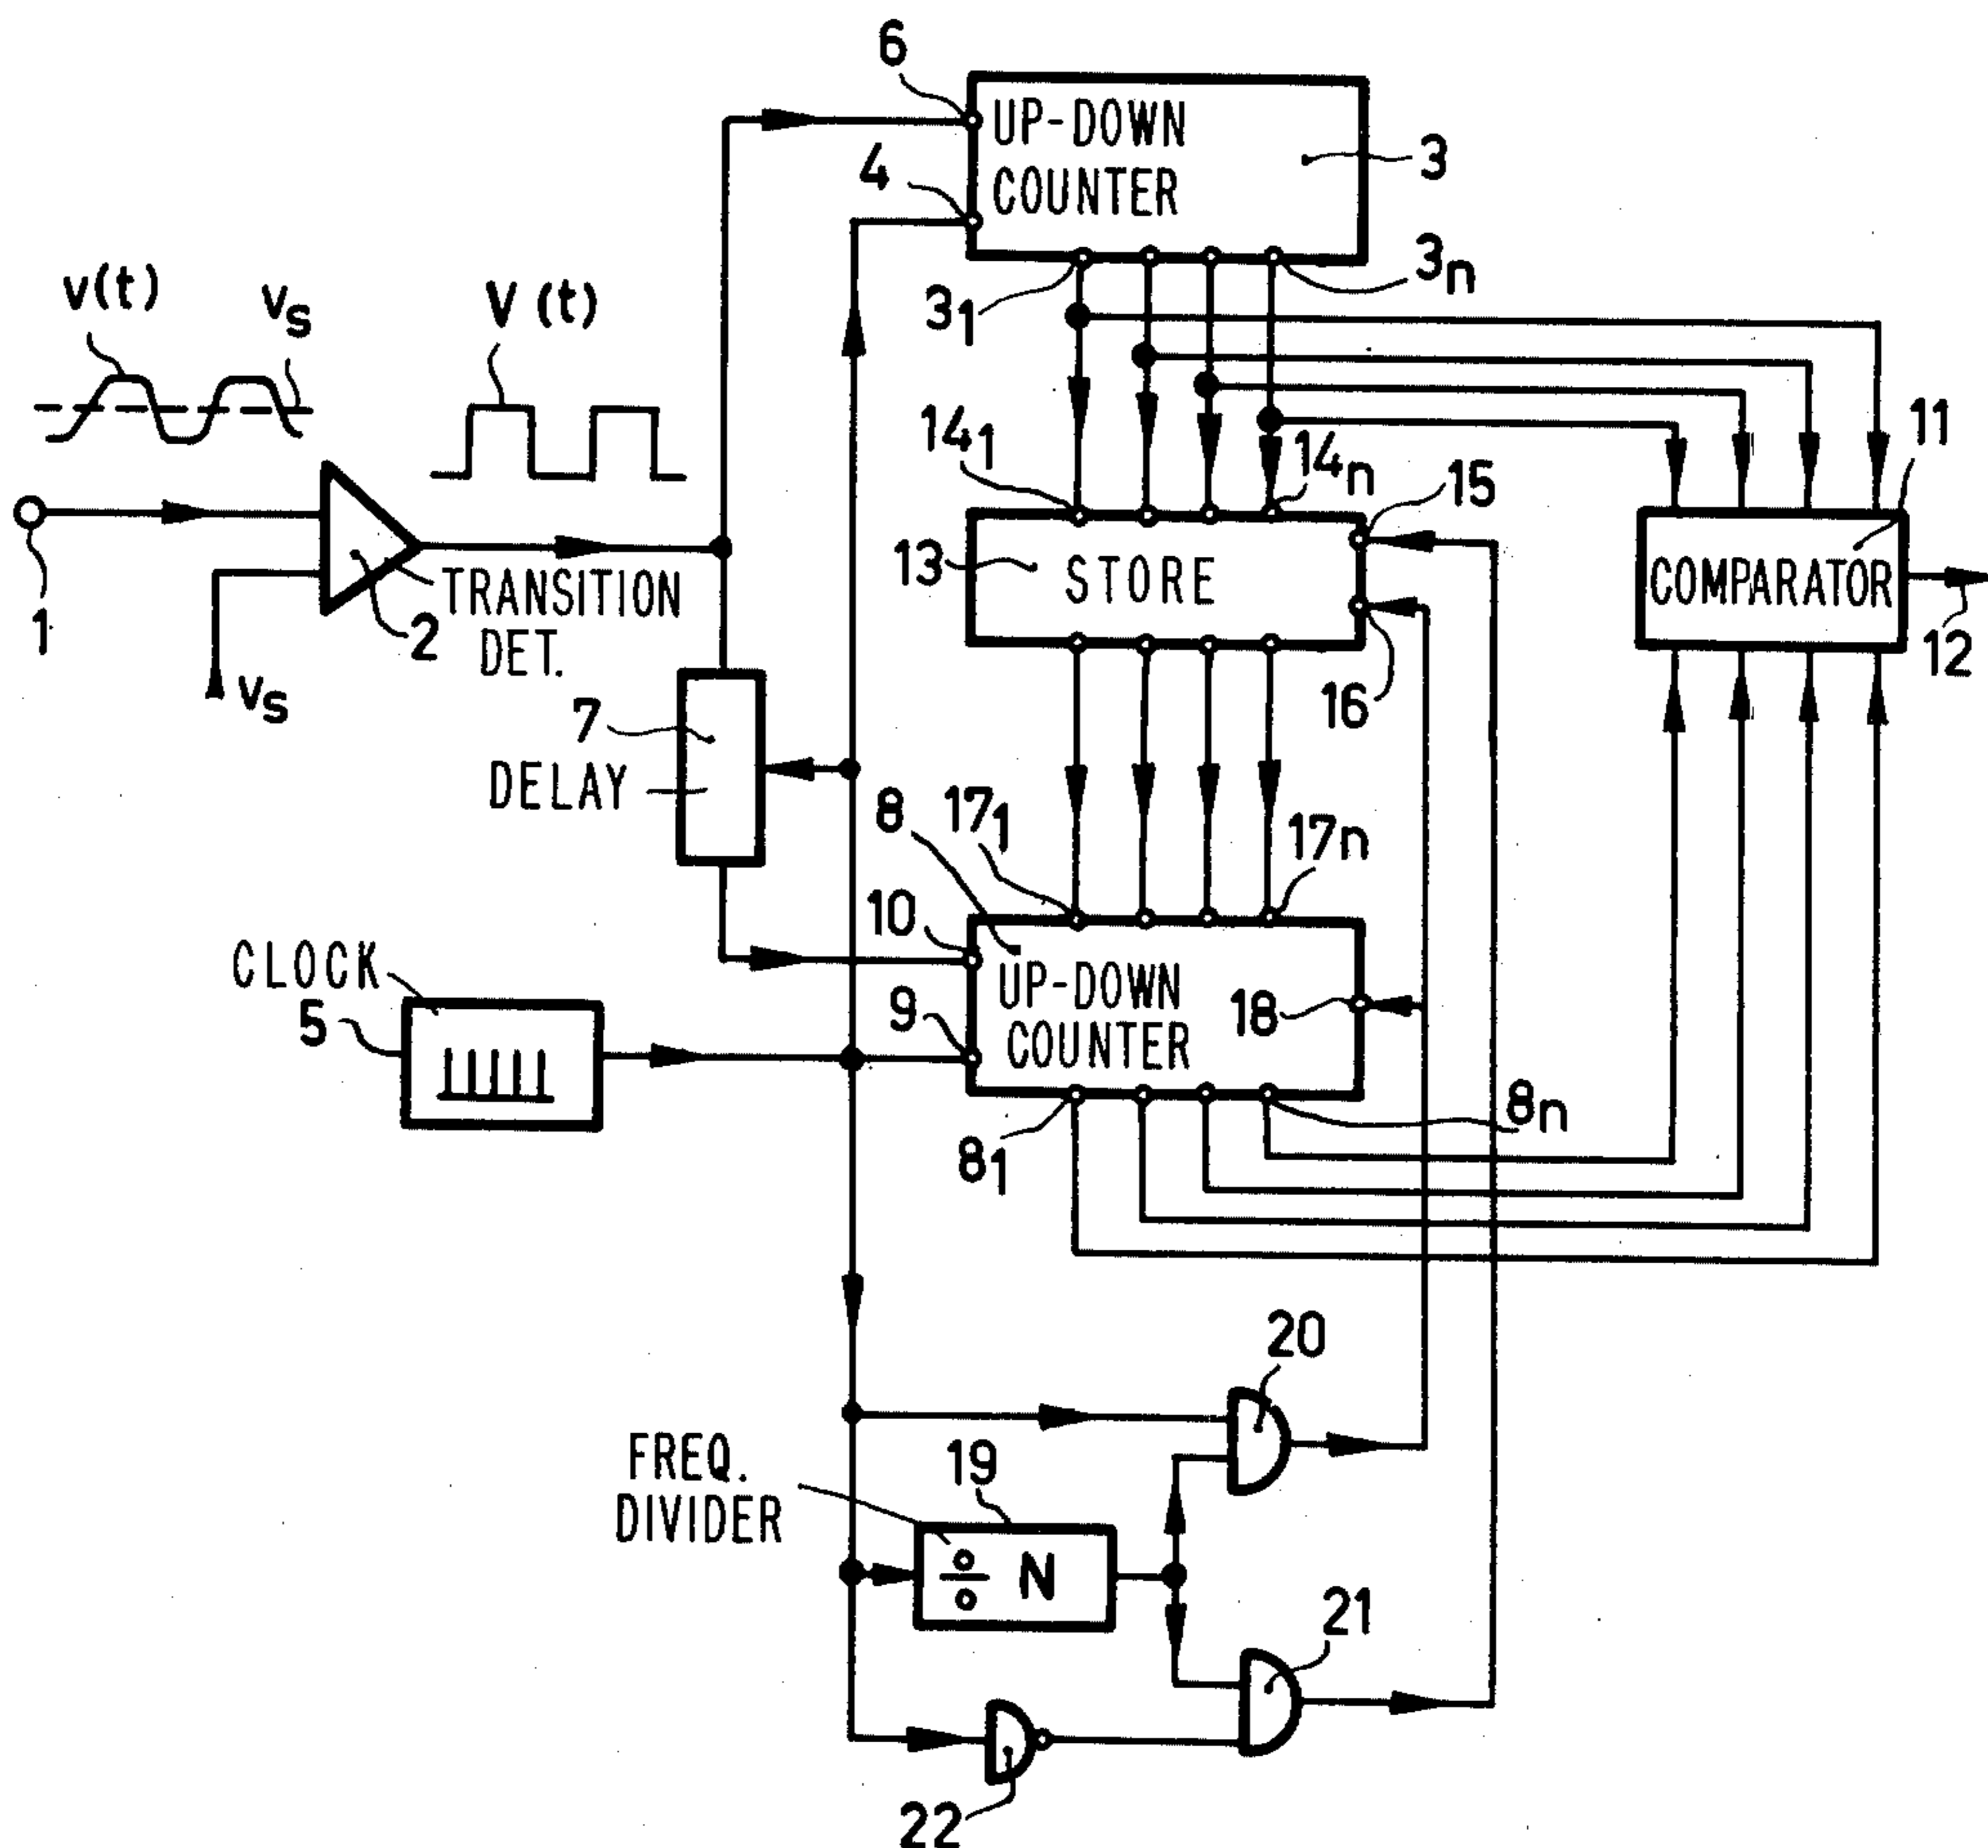 6
UP-DOWN
COUNTER
3
4
v(t)
vs
V (t)
31
3n
141
14n
15
11
1
2
TRANSITION
DET.
13
STORE
COMPARATOR
12
vs
16
7
DELAY
8
171
17n
10
CLOCK
5
9
UP-DOWN
COUNTER
18
81
8n
20
FREQ.
DIVIDER
19
÷ N
21
22